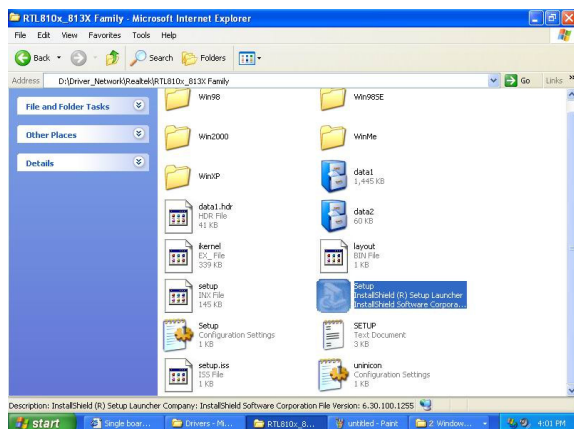 RTL810x_813X Family - Microsoft Internet Explorer
File Edit View Favorites Tools Help
Back Search Folders
Address D:\Driver_Network\Realtek\RTL810x_813X Family Go Links »
File and Folder Tasks
Other Places
Details
Win98 Win98SE
Win2000 WinMe
WinXP
data1
1,445 KB
data1.hdr
HDR File
41 KB
data2
60 KB
ikernel
EX_ File
339 KB
layout
BIN File
1 KB
setup
INX File
145 KB
Setup
InstallShield (R) Setup Launcher
InstallShield Software Corpora...
Setup
Configuration Settings
1 KB
SETUP
Text Document
3 KB
setup.iss
ISS File
1 KB
uninicon
Configuration Settings
1 KB
Description: InstallShield (R) Setup Launcher Company: InstallShield Software Corporation File Version: 6.30.100.1255
start Single boar... Drivers - Mi... RTL810x_8... untitled - Paint 2 Window... 4:01 PM